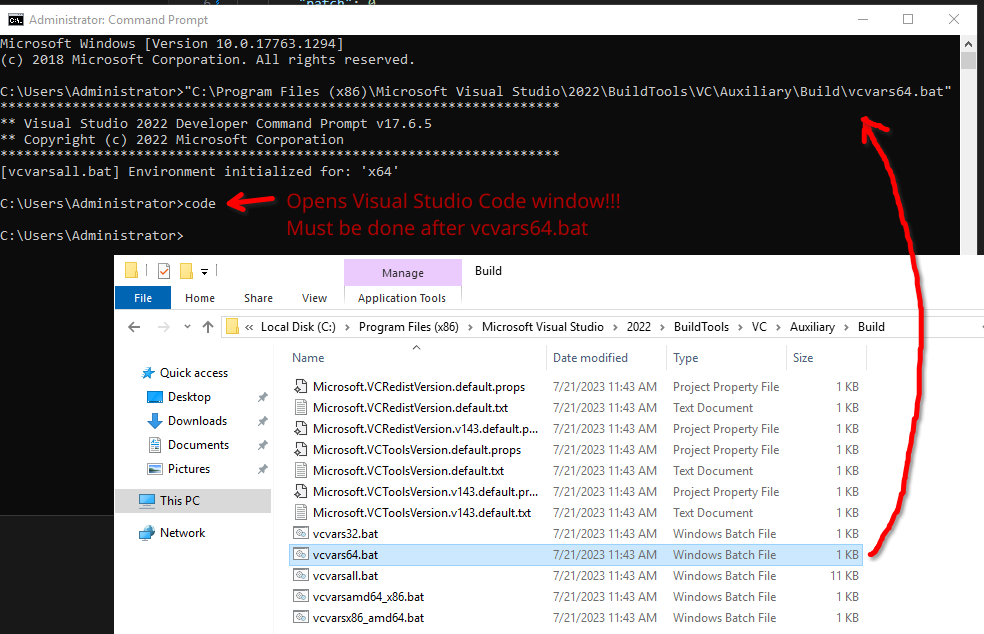 "patch": 0
Administrator: Command Prompt
Microsoft Windows [Version 10.0.17763.1294]
(c) 2018 Microsoft Corporation. All rights reserved.
C:\Users\Administrator>"C:\Program Files (x86)\Microsoft Visual Studio\2022\BuildTools\VC\Auxiliary\Build\vcvars64.bat"
**********************************************************************
** Visual Studio 2022 Developer Command Prompt v17.6.5
** Copyright (c) 2022 Microsoft Corporation
**********************************************************************
[vcvarsall.bat] Environment initialized for: 'x64'
C:\Users\Administrator>code
Opens Visual Studio Code window!!!
Must be done after vcvars64.bat
C:\Users\Administrator>
Manage
Build
File Home Share View Application Tools
« Local Disk (C:) › Program Files (x86) › Microsoft Visual Studio › 2022 › BuildTools › VC › Auxiliary › Build
Name Date modified Type Size
Quick access
Desktop
Downloads
Documents
Pictures
This PC
Network
Microsoft.VCRedistVersion.default.props 7/21/2023 11:43 AM Project Property File 1 KB
Microsoft.VCRedistVersion.default.txt 7/21/2023 11:43 AM Text Document 1 KB
Microsoft.VCRedistVersion.v143.default.p... 7/21/2023 11:43 AM Project Property File 1 KB
Microsoft.VCToolsVersion.default.props 7/21/2023 11:43 AM Project Property File 1 KB
Microsoft.VCToolsVersion.default.txt 7/21/2023 11:43 AM Text Document 1 KB
Microsoft.VCToolsVersion.v143.default.pr... 7/21/2023 11:43 AM Project Property File 1 KB
Microsoft.VCToolsVersion.v143.default.txt 7/21/2023 11:43 AM Text Document 1 KB
vcvars32.bat 7/21/2023 11:43 AM Windows Batch File 1 KB
vcvars64.bat 7/21/2023 11:43 AM Windows Batch File 1 KB
vcvarsall.bat 7/21/2023 11:43 AM Windows Batch File 11 KB
vcvarsamd64_x86.bat 7/21/2023 11:43 AM Windows Batch File 1 KB
vcvarsx86_amd64.bat 7/21/2023 11:43 AM Windows Batch File 1 KB